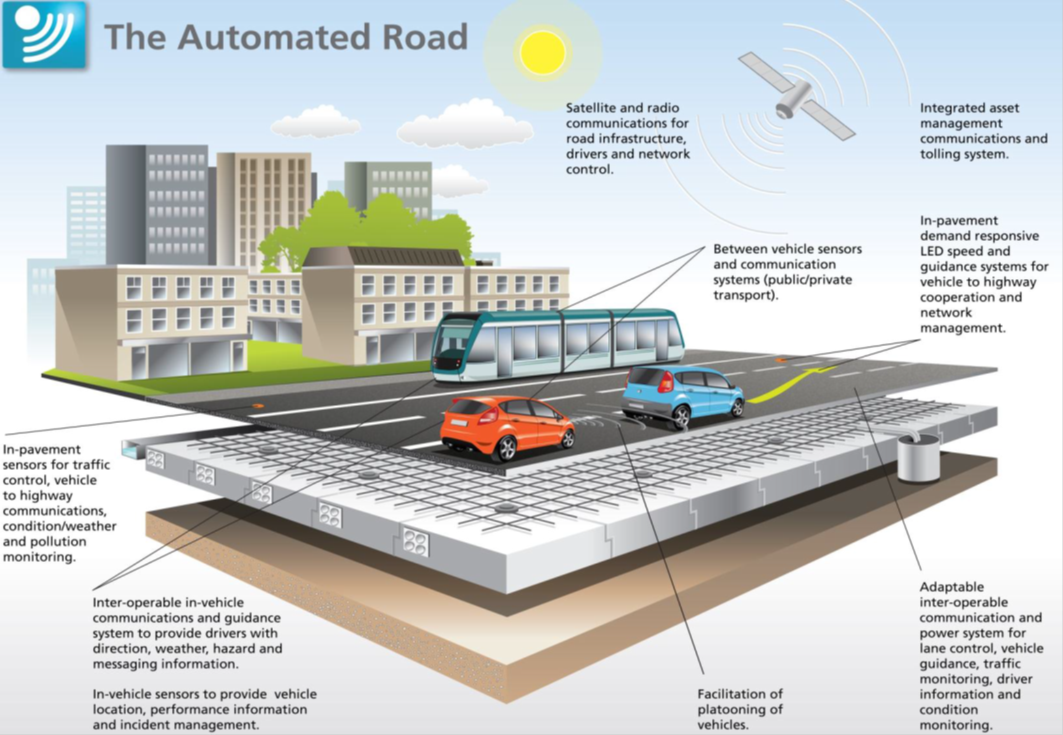 The Automated Road
Satellite and radio
communications for
road infrastructure,
drivers and network
control.
Integrated asset
management
communications and
tolling system.
In-pavement
demand responsive
LED speed and
guidance systems for
vehicle to highway
cooperation and
network
management.
Between vehicle sensors
and communication
systems (public/private
transport).
In-pavement
sensors for traffic
control, vehicle
to highway
communications,
condition/weather
and pollution
monitoring.
Inter-operable in-vehicle
communications and guidance
system to provide drivers with
direction, weather, hazard and
messaging information.
In-vehicle sensors to provide vehicle
location, performance information
and incident management.
Facilitation of
platooning of
vehicles.
Adaptable
inter-operable
communication and
power system for
lane control, vehicle
guidance, traffic
monitoring, driver
information and
condition
monitoring.